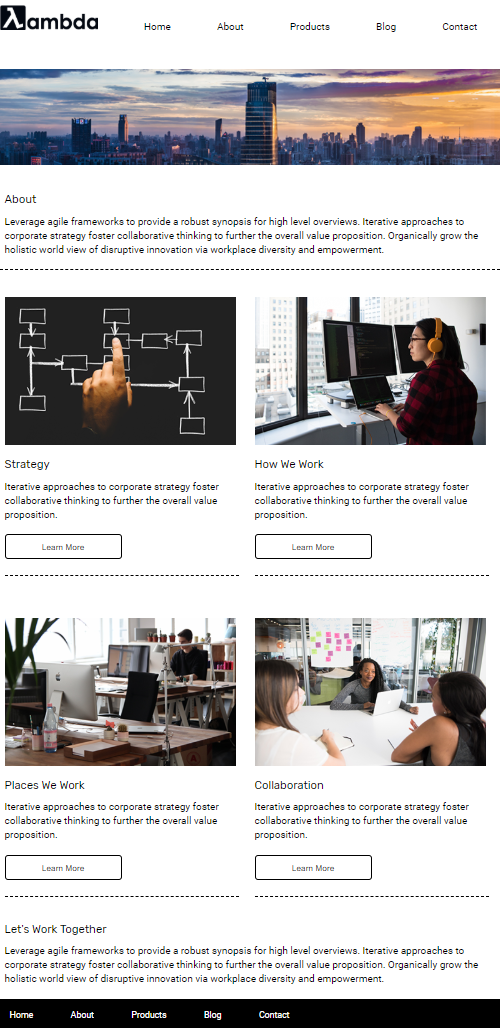 λambda
Home About Products Blog Contact
About
Leverage agile frameworks to provide a robust synopsis for high level overviews. Iterative approaches to
corporate strategy foster collaborative thinking to further the overall value proposition. Organically grow the
holistic world view of disruptive innovation via workplace diversity and empowerment.
Strategy
Iterative approaches to corporate strategy foster
collaborative thinking to further the overall value
proposition.
Learn More
How We Work
Iterative approaches to corporate strategy foster
collaborative thinking to further the overall value
proposition.
Learn More
Places We Work
Iterative approaches to corporate strategy foster
collaborative thinking to further the overall value
proposition.
Learn More
Collaboration
Iterative approaches to corporate strategy foster
collaborative thinking to further the overall value
proposition.
Learn More
Let's Work Together
Leverage agile frameworks to provide a robust synopsis for high level overviews. Iterative approaches to
corporate strategy foster collaborative thinking to further the overall value proposition. Organically grow the
holistic world view of disruptive innovation via workplace diversity and empowerment.
Home About Products Blog Contact